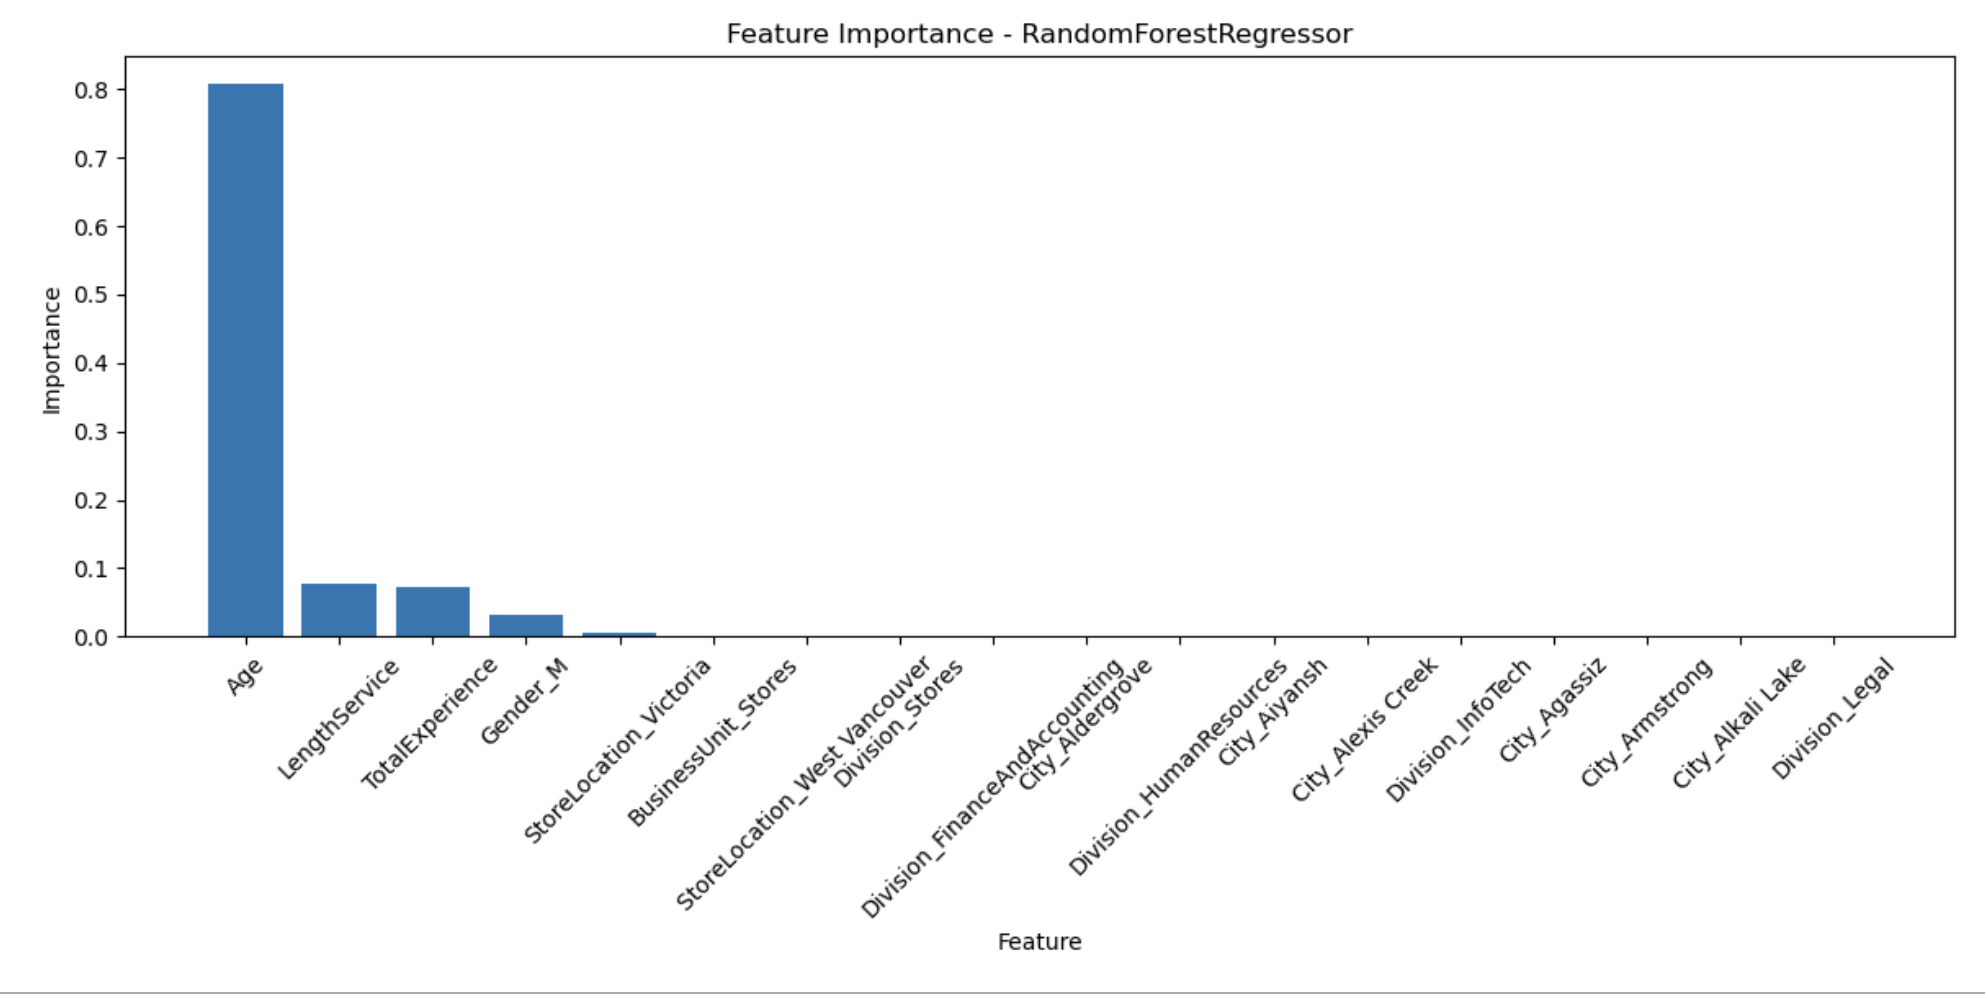 Feature Importance - RandomForestRegressor
Importance
0.8
0.7
0.6
0.5
0.4
0.3
0.2
0.1
0.0
Age
LengthService
TotalExperience
Gender_M
StoreLocation_Victoria
BusinessUnit_Stores
StoreLocation_West Vancouver
Division_Stores
Division_FinanceAndAccounting
City_Aldergrove
Division_HumanResources
City_Aiyansh
City_Alexis Creek
Division_InfoTech
City_Agassiz
City_Armstrong
City_Alkali Lake
Division_Legal
Feature